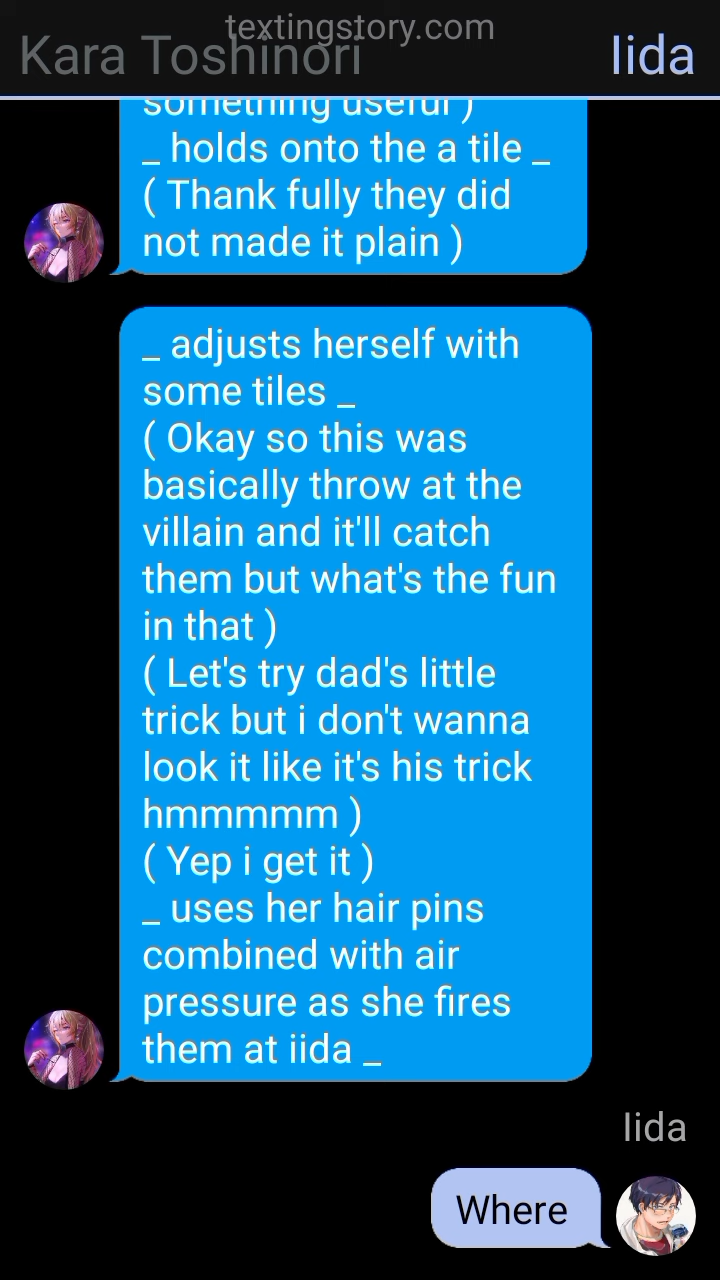 textingstory.com
Kara Toshinori
Iida
something useful )
_ holds onto the a tile _
( Thank fully they did
not made it plain )
_ adjusts herself with
some tiles _
( Okay so this was
basically throw at the
villain and it'll catch
them but what's the fun
in that )
( Let's try dad's little
trick but i don't wanna
look it like it's his trick
hmmmmm )
( Yep i get it )
_ uses her hair pins
combined with air
pressure as she fires
them at iida _
Iida
Where